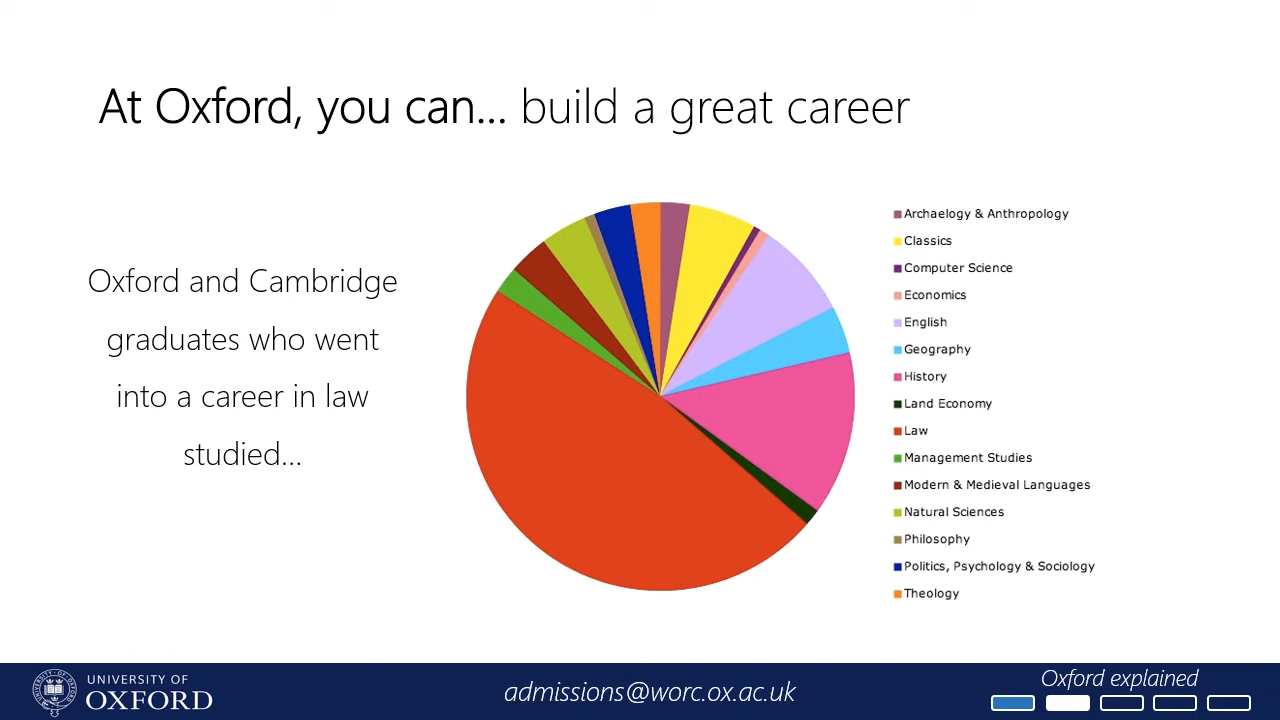 At Oxford, you can... build a great career
Oxford and Cambridge
graduates who went
into a career in law
studied...
Archaelogy & Anthropology
Classics
Computer Science
Economics
English
Geography
History
Land Economy
Law
Management Studies
Modern & Medieval Languages
Natural Sciences
Philosophy
Politics, Psychology & Sociology
Theology
UNIVERSITY OF
OXFORD
admissions@worc.ox.ac.uk
Oxford explained